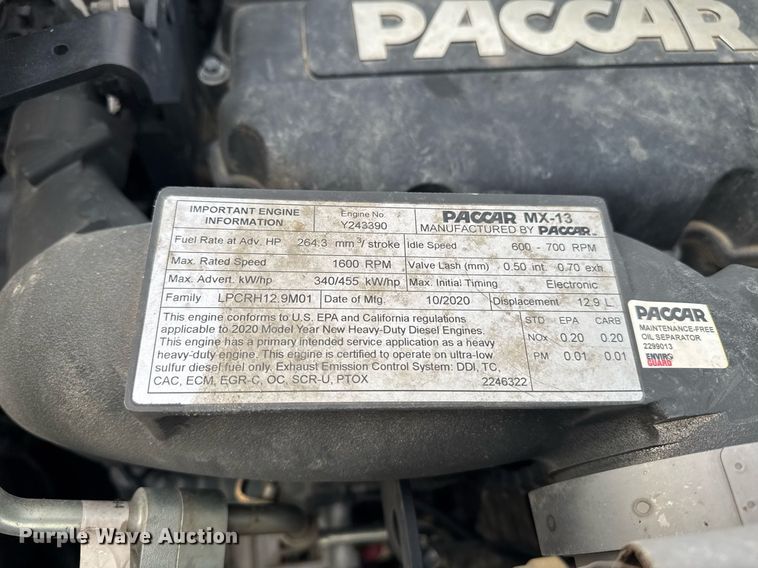 PACCAR
IMPORTANT ENGINE INFORMATION
Engine No.
Y243390
PACCAR MX-13
MANUFACTURED BY PACCAR
Fuel Rate at Adv. HP 264.3 mm³/stroke Idle Speed 600 - 700 RPM
Max. Rated Speed 1600 RPM Valve Lash (mm) 0.50 int. 0.70 exh.
Max. Advert. kW/hp 340/455 kW/hp Max. Initial Timing Electronic
Family LPCRH12.9M01 Date of Mfg. 10/2020 Displacement 12.9 L
This engine conforms to U.S. EPA and California regulations
applicable to 2020 Model Year New Heavy-Duty Diesel Engines.
This engine has a primary intended service application as a heavy
heavy-duty engine. This engine is certified to operate on ultra-low
sulfur diesel fuel only. Exhaust Emission Control System: DDI, TC,
CAC, ECM, EGR-C, OC, SCR-U, PTOX 2246322
STD EPA CARB
NOx 0.20 0.20
PM 0.01 0.01
PACCAR
MAINTENANCE-FREE
OIL SEPARATOR
2299013
ENVIRO
GUARD
Purple Wave Auction